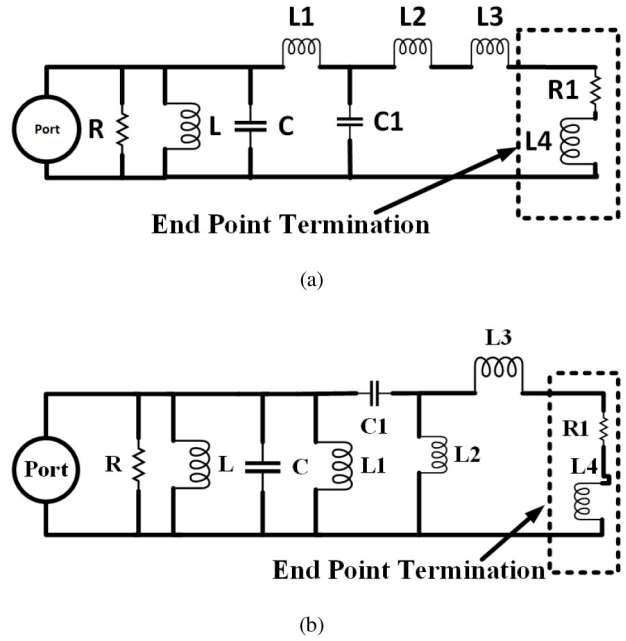 L1 L2 L3
Port R L C C1 R1
L4
End Point Termination
(a)
L3
Port R L C L1 C1 L2 R1
L4
End Point Termination
(b)